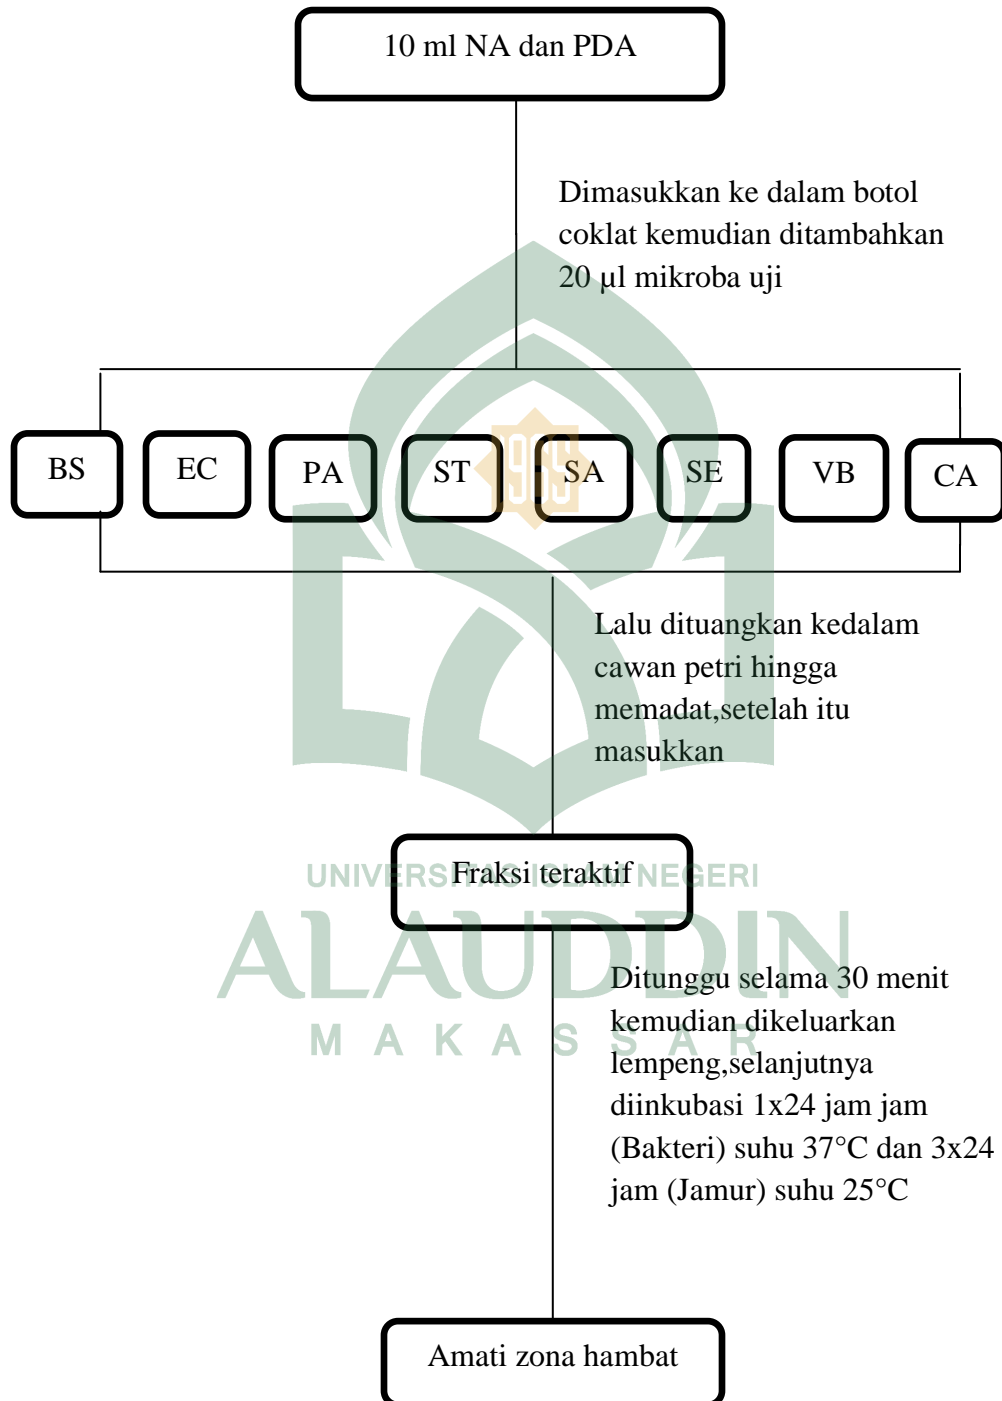 10 ml NA dan PDA
Dimasukkan ke dalam botol
coklat kemudian ditambahkan
20 µl mikroba uji
BS EC PA ST SA SE VB CA
1965
Lalu dituangkan kedalam
cawan petri hingga
memadat,setelah itu
masukkan
Fraksi teraktif
UNIVERSITAS ISLAM NEGERI
ALAUDDIN
MAKASSAR
Ditunggu selama 30 menit
kemudian dikeluarkan
lempeng,selanjutnya
diinkubasi 1x24 jam jam
(Bakteri) suhu 37°C dan 3x24
jam (Jamur) suhu 25°C
Amati zona hambat